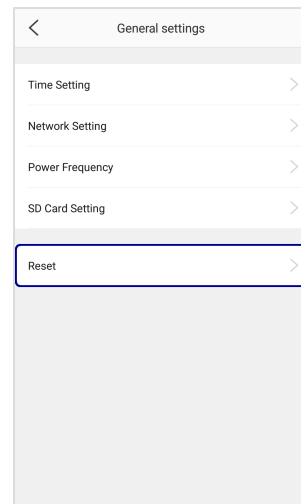 General settings
Time Setting
Network Setting
Power Frequency
SD Card Setting
Reset